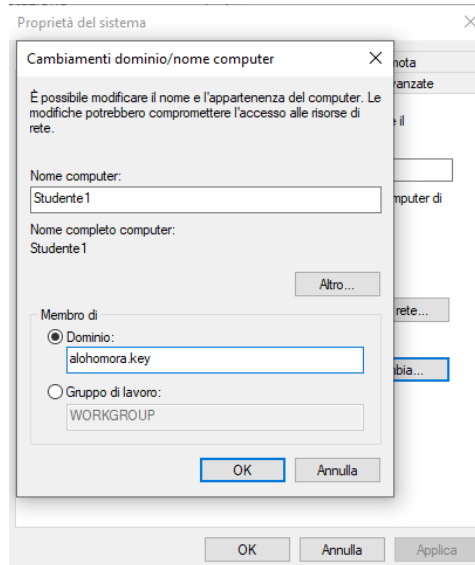 Proprietà del sistema
Cambiamenti dominio/nome computer
mota
vanzate
È possibile modificare il nome e l'appartenenza del computer. Le
modifiche potrebbero compromettere l'accesso alle risorse di
rete.
e il
Nome computer:
Studente1
mputer di
Nome completo computer:
Studente1
Altro...
rete...
Membro di
Dominio:
alohomora.key
bia...
Gruppo di lavoro:
WORKGROUP
OK Annulla
OK Annulla Applica